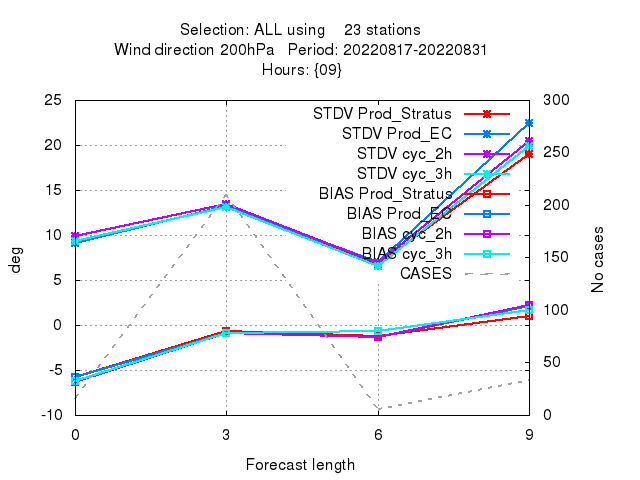 Selection: ALL using 23 stations
Wind direction 200hPa Period: 20220817-20220831
Hours: {09}
25
20
15
10
5
0
-5
-10
deg
300
250
200
150
100
50
0
No cases
STDV Prod_Stratus
STDV Prod_EC
STDV cyc_2h
STDV cyc_3h
BIAS Prod_Stratus
BIAS Prod_EC
BIAS cyc_2h
BIAS cyc_3h
CASES
0 3 6 9
Forecast length